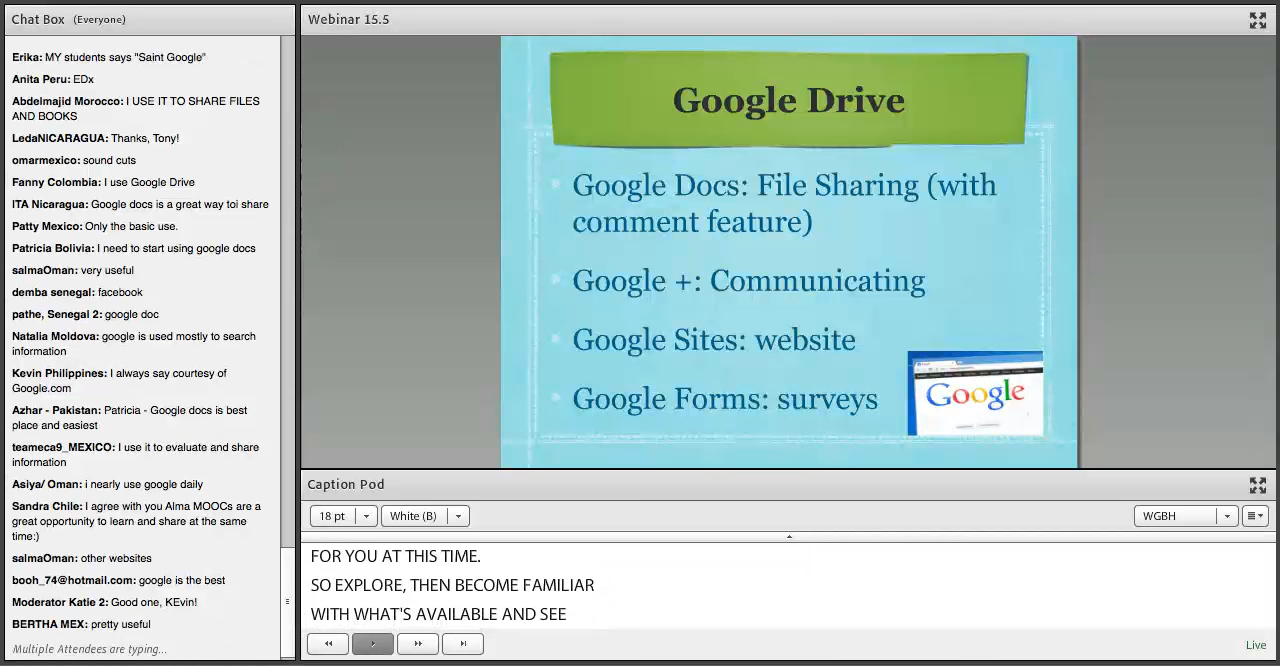 Chat Box (Everyone)
Erika: MY students says "Saint Google"
Anita Peru: EDx
Abdelmajid Morocco: I USE IT TO SHARE FILES
AND BOOKS
LedaNICARAGUA: Thanks, Tony!
omarmexico: sound cuts
Fanny Colombia: I use Google Drive
ITA Nicaragua: Google docs is a great way toi share
Patty Mexico: Only the basic use.
Patricia Bolivia: I need to start using google docs
salmaOman: very useful
demba senegal: facebook
pathe, Senegal 2: google doc
Natalia Moldova: google is used mostly to search
information
Kevin Philippines: I always say courtesy of
Google.com
Azhar - Pakistan: Patricia - Google docs is best
place and easiest
teameca9_MEXICO: I use it to evaluate and share
information
Asiya/ Oman: i nearly use google daily
Sandra Chile: I agree with you Alma MOOCs are a
great opportunity to learn and share at the same
time:)
salmaOman: other websites
booh_74@hotmail.com: google is the best
Moderator Katie 2: Good one, KEvin!
BERTHA MEX: pretty useful
Multiple Attendees are typing...
Webinar 15.5
Google Drive
Google Docs: File Sharing (with
comment feature)
Google +: Communicating
Google Sites: website
Google Forms: surveys
Google
Caption Pod
18 pt White (B) WGBH
FOR YOU AT THIS TIME.
SO EXPLORE, THEN BECOME FAMILIAR
WITH WHAT'S AVAILABLE AND SEE
Live